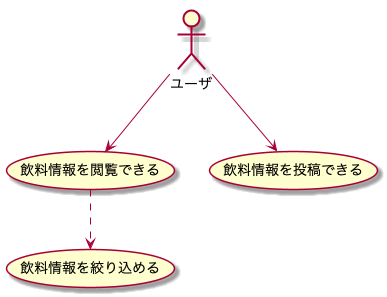 ユーザ
飲料情報を閲覧できる
飲料情報を投稿できる
飲料情報を絞り込める